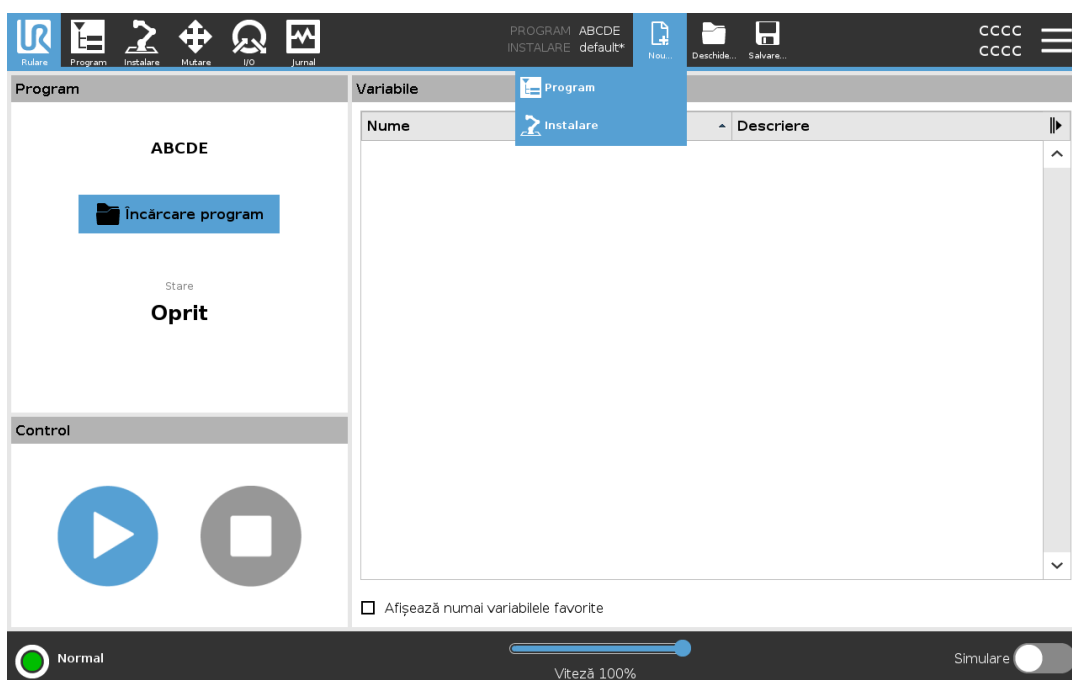 Rulare
Program
Instalare
Mutare
I/O
Jurnal
PROGRAM ABCDE
INSTALARE default*
Nou...
Deschide...
Salvare...
CCCC
CCCC
Program
Instalare
Program
ABCDE
Încărcare program
Stare
Oprit
Control
Variabile
Nume
Descriere
Afișează numai variabilele favorite
Normal
Viteză 100%
Simulare